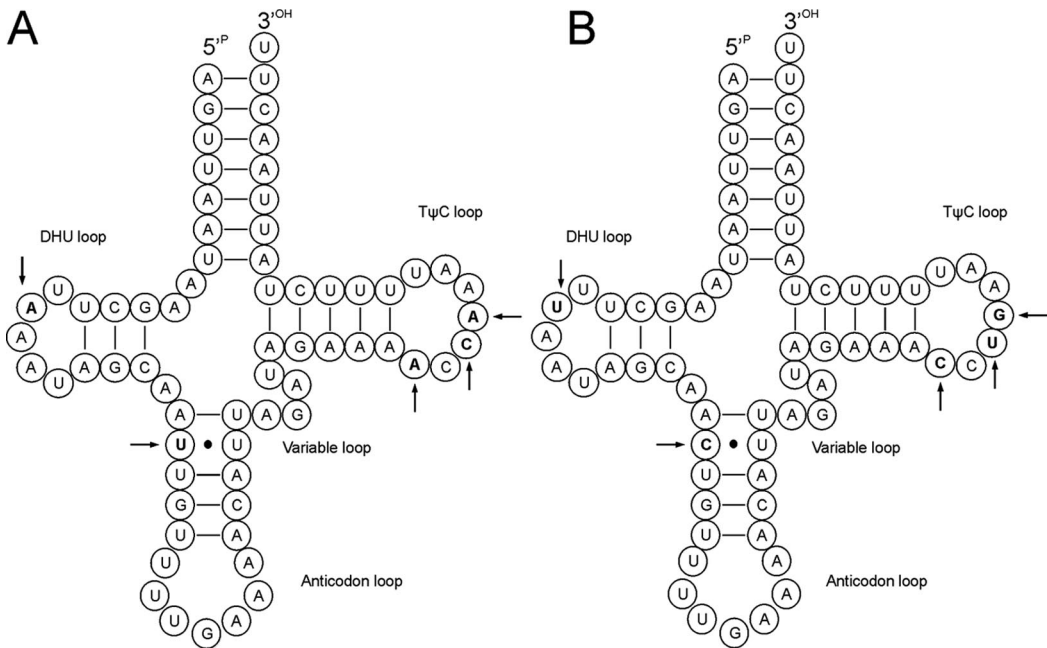 A B
3'OH 3'OH
5'P 5'P
U U
A U A U
G C G C
U A U A
U A U A
A U A U
A U A U
TψC loop TψC loop
DHU loop DHU loop
U A U A U A U A
A A A A
A U U C G A U C U U U A U U U C G A U C U U U G
A A C A A U
A U A G C A G A A A A C A U A G C A G A A A C C
A U A A U A
A U A G A U A G
U • U C • U
Variable loop Variable loop
U A U A
G C G C
U A U A
U A U A
Anticodon loop Anticodon loop
U A U A
U G A U G A